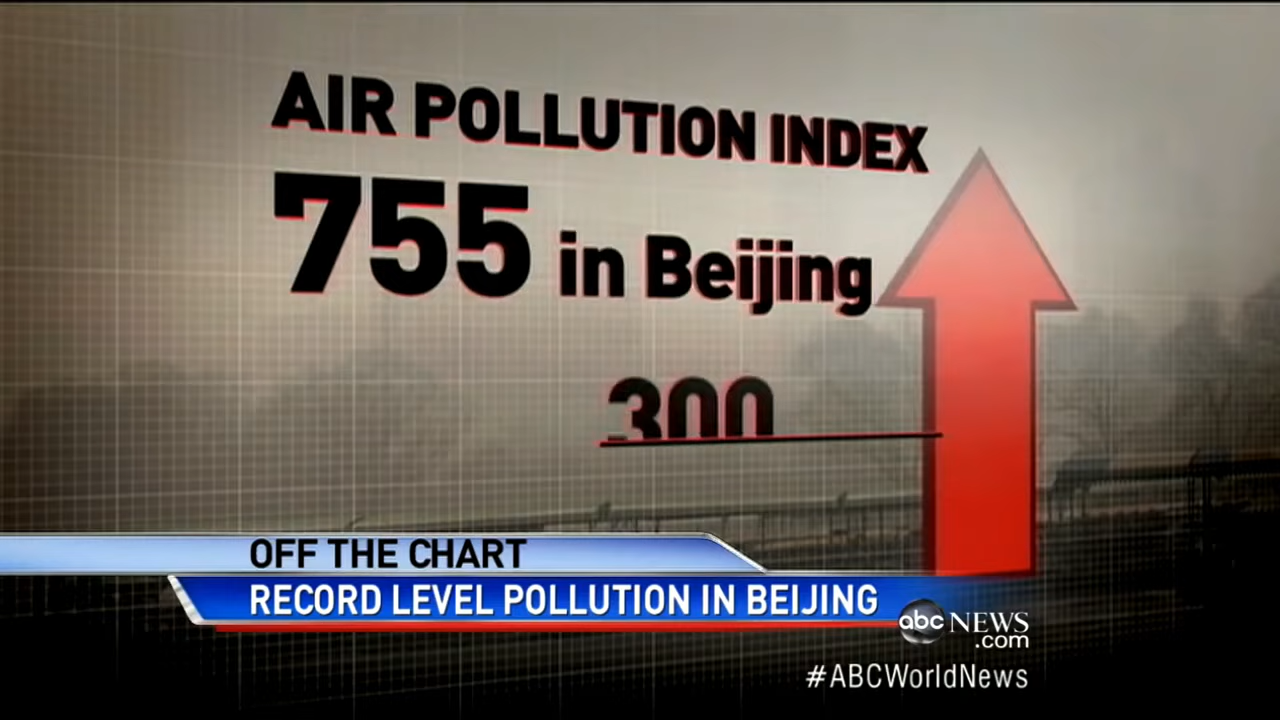 AIR POLLUTION INDEX
755 in Beijing
300
OFF THE CHART
RECORD LEVEL POLLUTION IN BEIJING
abc NEWS
.com
#ABCWorldNews